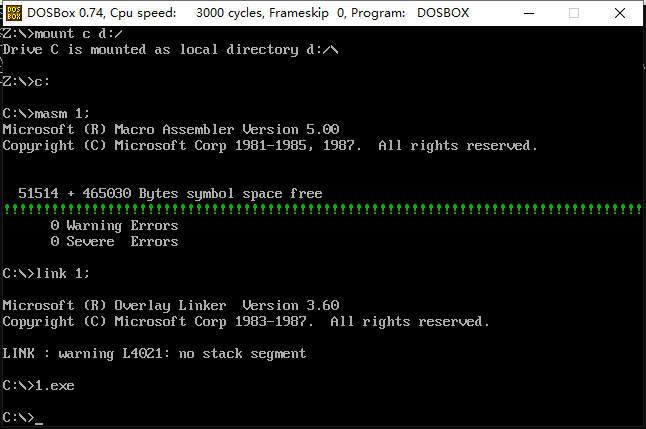 DOS BOX DOSBox 0.74, Cpu speed: 3000 cycles, Frameskip 0, Program: DOSBOX
Z:\>mount c d:/
Drive C is mounted as local directory d:/\
Z:\>c:
C:\>masm 1;
Microsoft (R) Macro Assembler Version 5.00
Copyright (C) Microsoft Corp 1981-1985, 1987.  All rights reserved.
51514 + 465030 Bytes symbol space free
!!!!!!!!!!!!!!!!!!!!!!!!!!!!!!!!!!!!!!!!!!!!!!!!!!!!!!!!!!!!!!!!!!!!!!!!!!!!!!!!
0 Warning Errors
0 Severe  Errors
C:\>link 1;
Microsoft (R) Overlay Linker  Version 3.60
Copyright (C) Microsoft Corp 1983-1987.  All rights reserved.
LINK : warning L4021: no stack segment
C:\>1.exe
C:\>_